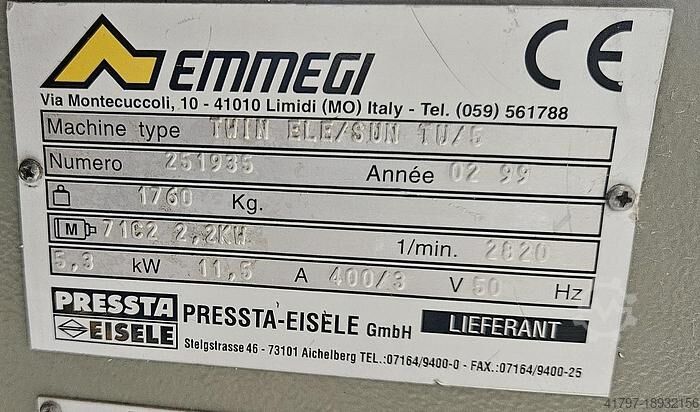 EMMEGI CE
Via Montecuccoli, 10 - 41010 Limidi (MO) Italy - Tel. (059) 561788
Machine type TWIN ELE/SUN TU/5
Numero 251935 Année 02 99
1760 Kg.
M 71C2 2,2KW 1/min. 2820
5,3 kW 11,5 A 400/3 V 50 Hz
PRESSTA EISELE PRESSTA-EISELE GmbH LIEFERANT
Stelgstrasse 46 - 73101 Aichelberg TEL.:07164/9400-0 - FAX.:07164/9400-25
41797-18932156